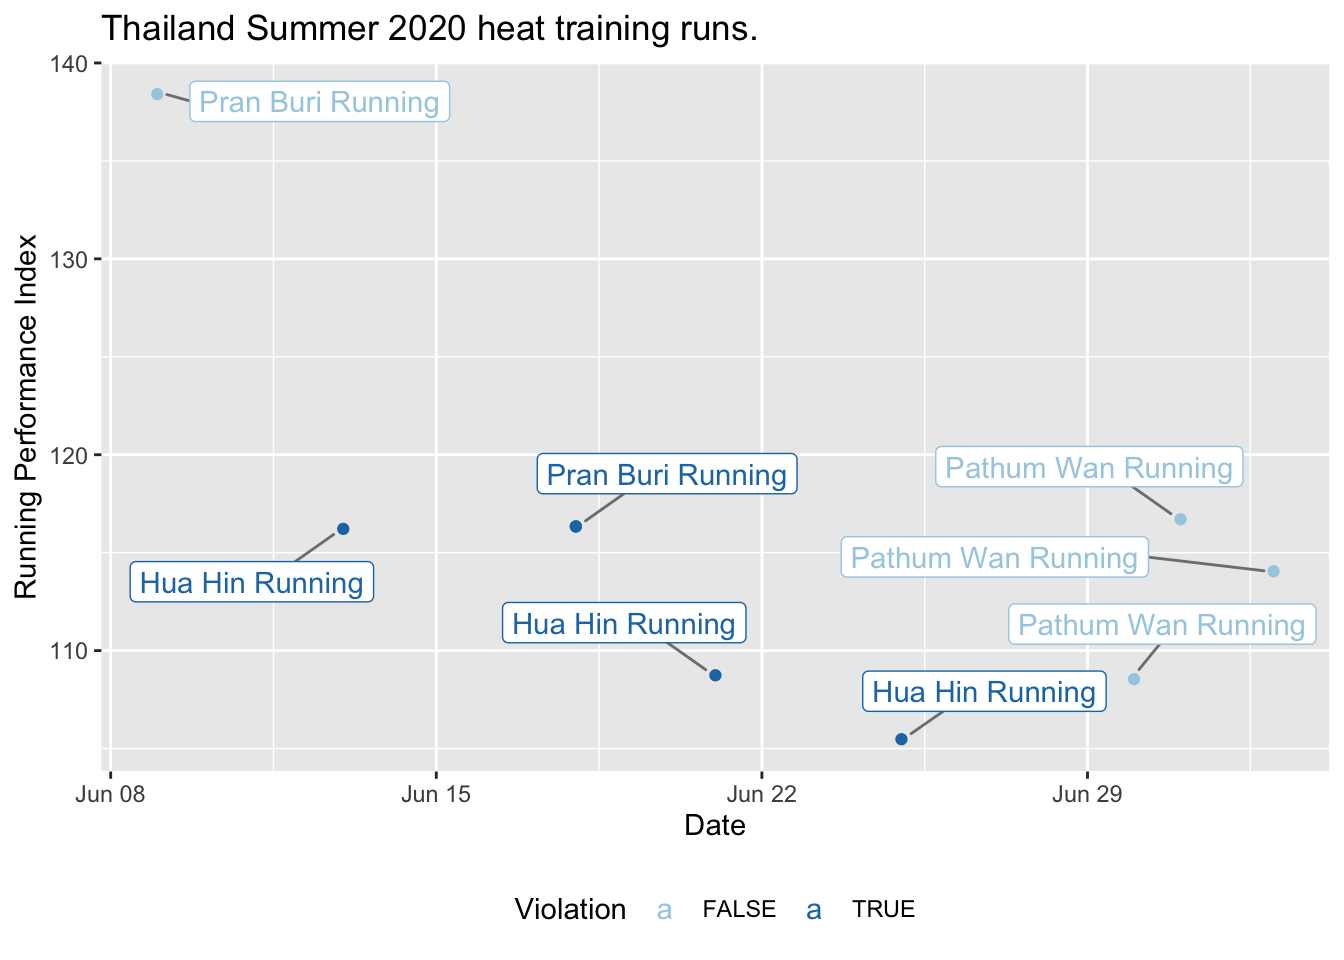 Thailand Summer 2020 heat training runs.
Running Performance Index
140
130
120
110
Pran Buri Running
Pran Buri Running
Pathum Wan Running
Pathum Wan Running
Hua Hin Running
Hua Hin Running
Pathum Wan Running
Hua Hin Running
Jun 08 Jun 15 Jun 22 Jun 29
Date
Violation a FALSE a TRUE